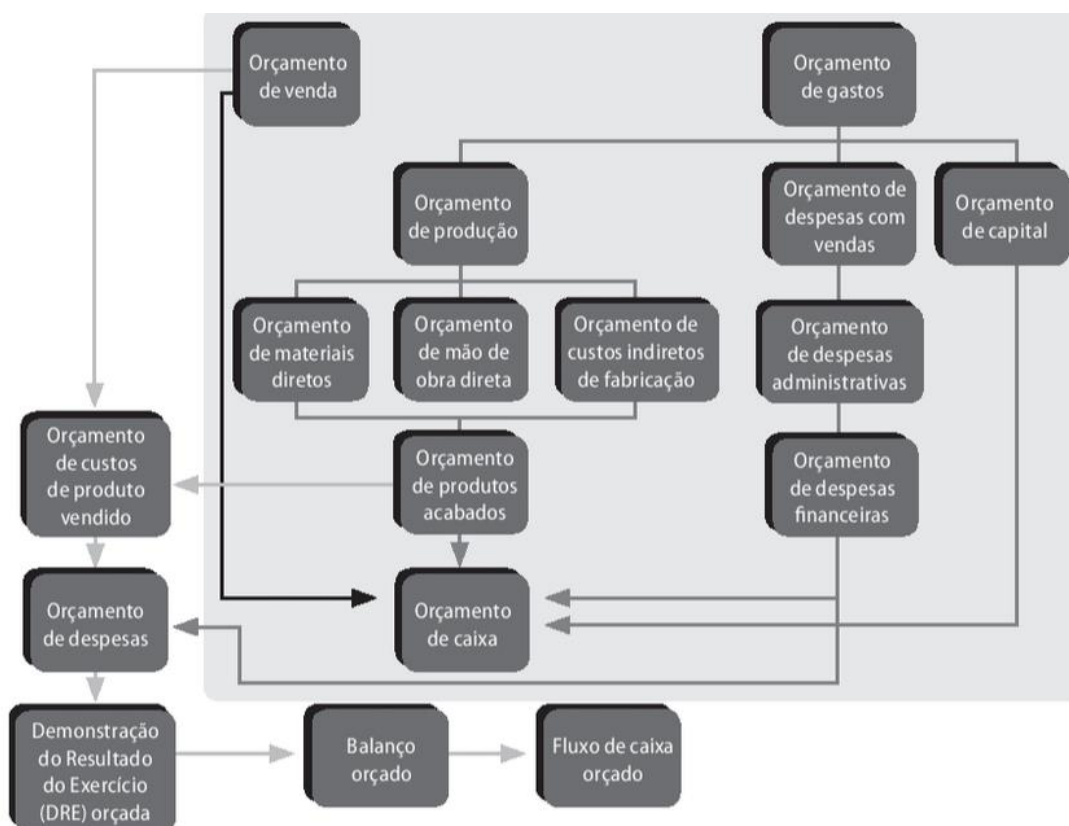 Orçamento
de venda
Orçamento
de gastos
Orçamento
de produção
Orçamento de
despesas com
vendas
Orçamento
de capital
Orçamento
de materiais
diretos
Orçamento
de mão de
obra direta
Orçamento de
custos indiretos
de fabricação
Orçamento
de despesas
administrativas
Orçamento
de custos
de produto
vendido
Orçamento
de produtos
acabados
Orçamento
de despesas
financeiras
Orçamento
de despesas
Orçamento
de caixa
Demonstração
do Resultado
do Exercício
(DRE) orçada
Balanço
orçado
Fluxo de caixa
orçado